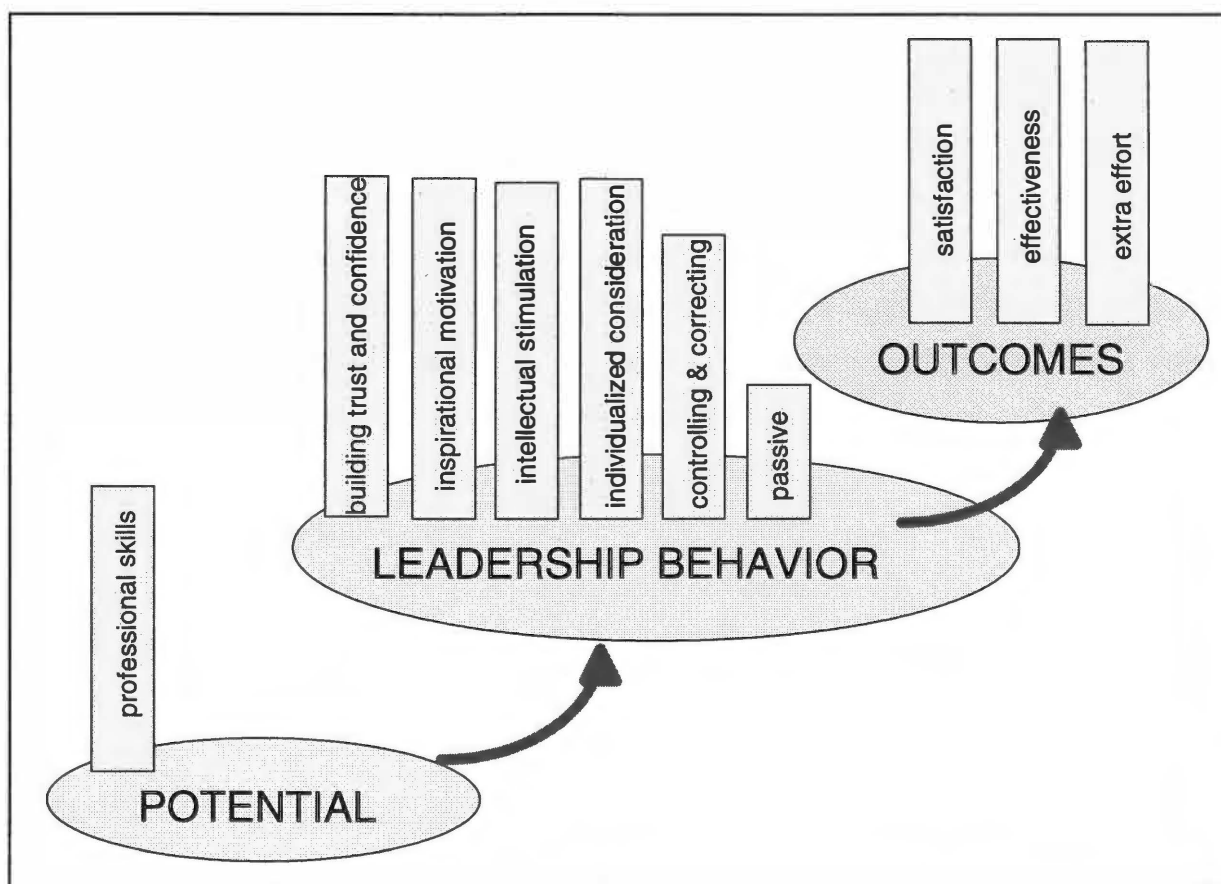 professional skills
POTENTIAL
building trust and confidence
inspirational motivation
intellectual stimulation
individualized consideration
controlling & correcting
passive
LEADERSHIP BEHAVIOR
satisfaction
effectiveness
extra effort
OUTCOMES